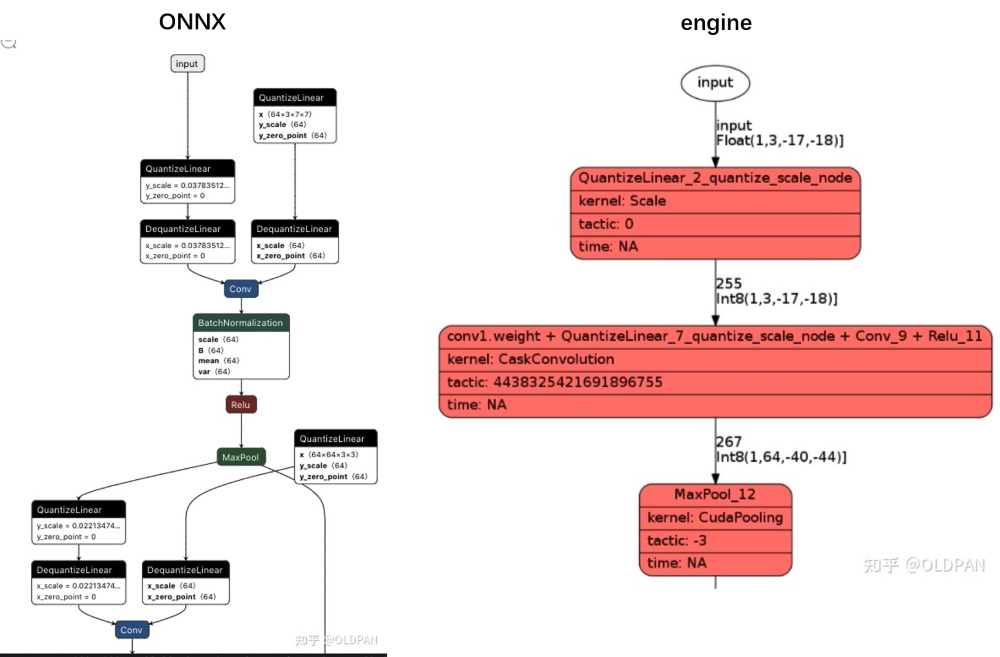 ONNX
input
QuantizeLinear
x ⟨64×3×7×7⟩
y_scale ⟨64⟩
y_zero_point ⟨64⟩
QuantizeLinear
y_scale = 0.03783512...
y_zero_point = 0
DequantizeLinear
x_scale = 0.03783512...
x_zero_point = 0
DequantizeLinear
x_scale ⟨64⟩
x_zero_point ⟨64⟩
Conv
BatchNormalization
scale ⟨64⟩
B ⟨64⟩
mean ⟨64⟩
var ⟨64⟩
Relu
MaxPool
QuantizeLinear
x ⟨64×64×3×3⟩
y_scale ⟨64⟩
y_zero_point ⟨64⟩
QuantizeLinear
y_scale = 0.02213474...
y_zero_point = 0
DequantizeLinear
x_scale = 0.02213474...
x_zero_point = 0
DequantizeLinear
x_scale ⟨64⟩
x_zero_point ⟨64⟩
Conv
知乎 @OLDPAN
engine
input
input
Float(1,3,-17,-18)]
QuantizeLinear_2_quantize_scale_node
kernel: Scale
tactic: 0
time: NA
255
Int8(1,3,-17,-18)]
conv1.weight + QuantizeLinear_7_quantize_scale_node + Conv_9 + Relu_11
kernel: CaskConvolution
tactic: 4438325421691896755
time: NA
267
Int8(1,64,-40,-44)]
MaxPool_12
kernel: CudaPooling
tactic: -3
time: NA
知乎 @OLDPAN